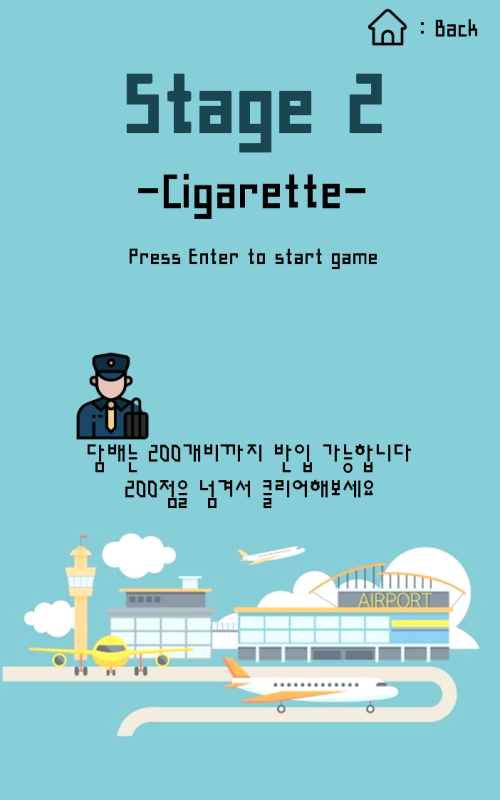 : Back
Stage 2
-Cigarette-
Press Enter to start game
담배는 200개비까지 반입 가능합니다
200점을 넘겨서 클리어해보세요
AIRPORT